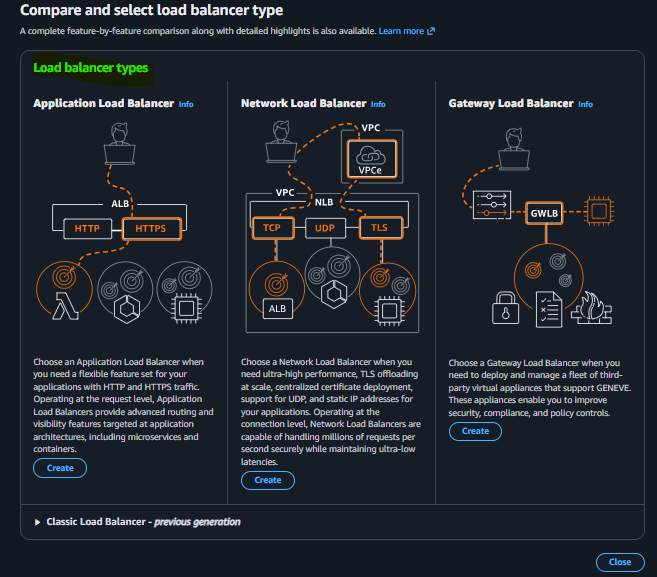 Compare and select load balancer type
A complete feature-by-feature comparison along with detailed highlights is also available. Learn more
Load balancer types
Application Load Balancer Info
ALB
HTTP
HTTPS
Choose an Application Load Balancer when
you need a flexible feature set for your
applications with HTTP and HTTPS traffic.
Operating at the request level, Application
Load Balancers provide advanced routing and
visibility features targeted at application
architectures, including microservices and
containers.
Create
Network Load Balancer Info
VPC
VPCe
VPC
NLB
TCP
UDP
TLS
ALB
Choose a Network Load Balancer when you
need ultra-high performance, TLS offloading
at scale, centralized certificate deployment,
support for UDP, and static IP addresses for
your applications. Operating at the
connection level, Network Load Balancers are
capable of handling millions of requests per
second securely while maintaining ultra-low
latencies.
Create
Gateway Load Balancer Info
GWLB
Choose a Gateway Load Balancer when you
need to deploy and manage a fleet of third-
party virtual appliances that support GENEVE.
These appliances enable you to improve
security, compliance, and policy controls.
Create
Classic Load Balancer - previous generation
Close